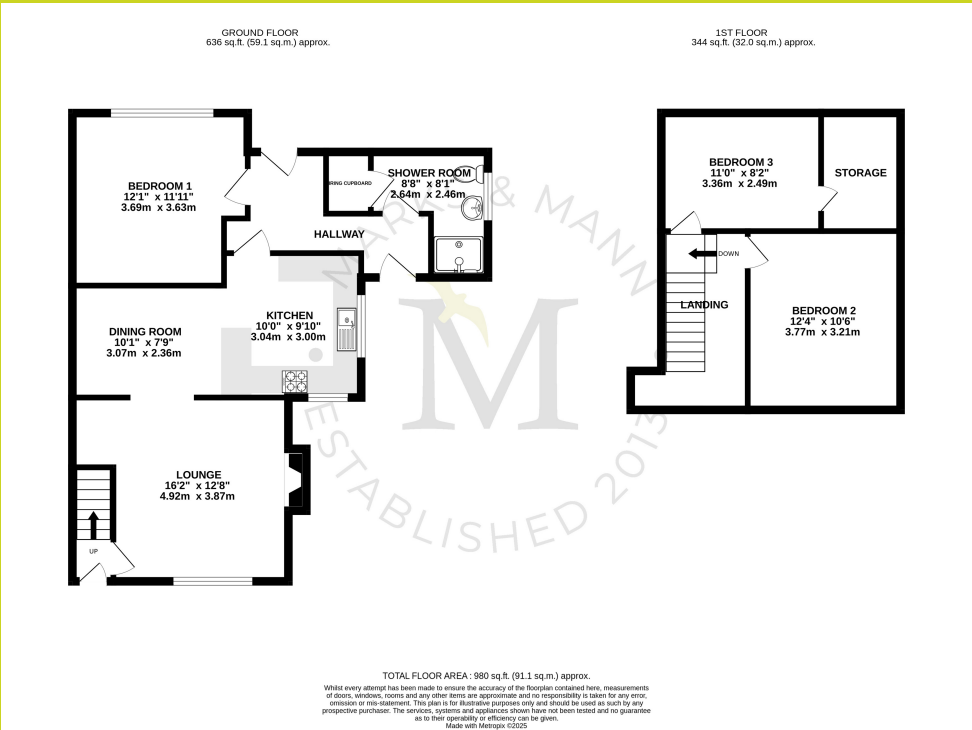 GROUND FLOOR
636 sq.ft. (59.1 sq.m.) approx.
1ST FLOOR
344 sq.ft. (32.0 sq.m.) approx.
BEDROOM 1
12'1" x 11'11"
3.69m x 3.63m
RING CUPBOARD
SHOWER ROOM
8'8" x 8'1"
2.64m x 2.46m
HALLWAY
KITCHEN
10'0" x 9'10"
3.04m x 3.00m
DINING ROOM
10'1" x 7'9"
3.07m x 2.36m
LOUNGE
16'2" x 12'8"
4.92m x 3.87m
UP
BEDROOM 3
11'0" x 8'2"
3.36m x 2.49m
STORAGE
DOWN
LANDING
BEDROOM 2
12'4" x 10'6"
3.77m x 3.21m
MARKS & MANN
M
ESTABLISHED 2013
TOTAL FLOOR AREA : 980 sq.ft. (91.1 sq.m.) approx.
Whilst every attempt has been made to ensure the accuracy of the floorplan contained here, measurements
of doors, windows, rooms and any other items are approximate and no responsibility is taken for any error,
omission or mis-statement. This plan is for illustrative purposes only and should be used as such by any
prospective purchaser. The services, systems and appliances shown have not been tested and no guarantee
as to their operability or efficiency can be given.
Made with Metropix ©2025